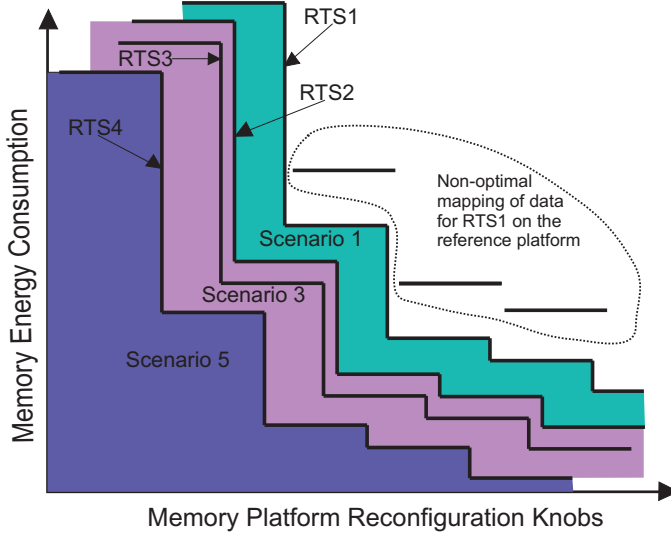 RTS1
RTS3
RTS2
RTS4
Non-optimal
mapping of data
for RTS1 on the
reference platform
Scenario 1
Scenario 3
Scenario 5
Memory Energy Consumption
Memory Platform Reconfiguration Knobs